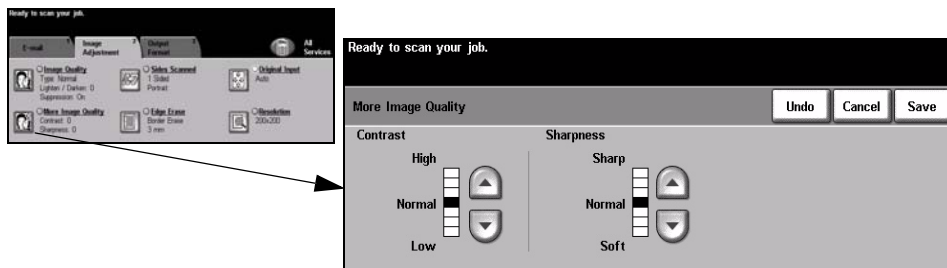 Ready to scan your job.
E-mail
1
Image Adjustment
2
Output Format
3
All Services
Image Quality
Type Normal
Lighten / Darken: 0
Suppression: On
Sides Scanned
1 Sided
Portrait
Original Input
Auto
More Image Quality
Contrast: 0
Sharpness: 0
Edge Erase
Border Erase
3 mm
Resolution
200x200
Ready to scan your job.
More Image Quality
Undo
Cancel
Save
Contrast
Sharpness
High
Sharp
Normal
Normal
Low
Soft